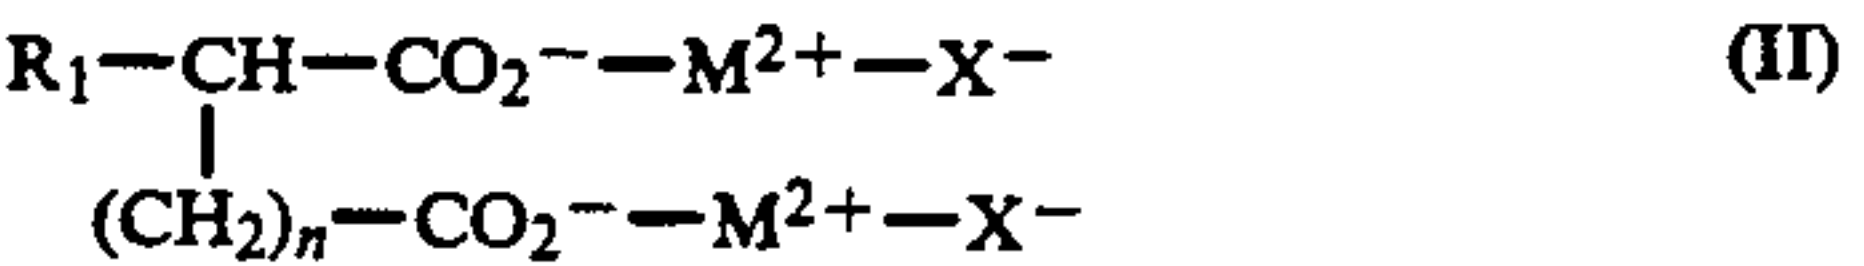 R₁—CH—CO₂⁻—M²⁺—X⁻ (II)
(CH₂)ₙ—CO₂⁻—M²⁺—X⁻